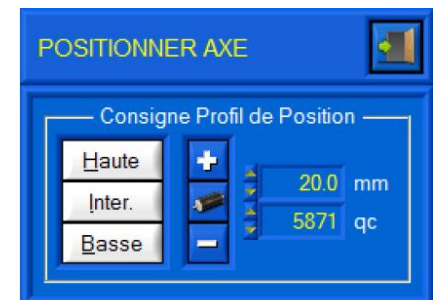 POSITIONNER AXE
Consigne Profil de Position
Haute
Inter.
Basse
+
−
20.0 mm
5871 qc